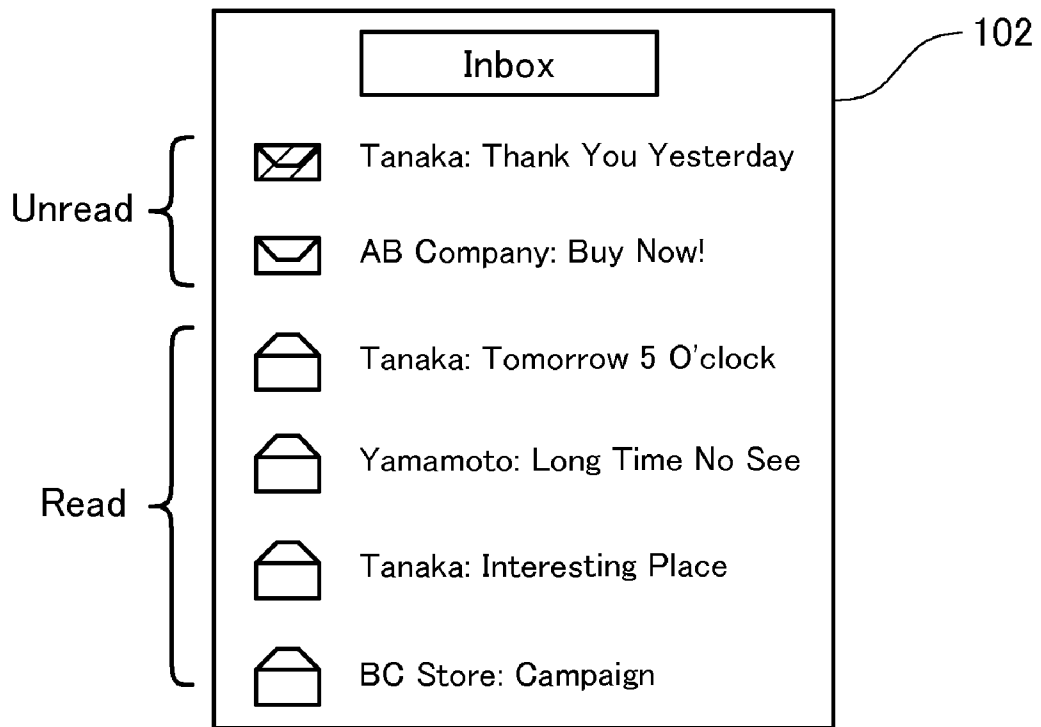 102
Inbox
Tanaka: Thank You Yesterday
Unread
AB Company: Buy Now!
Tanaka: Tomorrow 5 O'clock
Yamamoto: Long Time No See
Read
Tanaka: Interesting Place
BC Store: Campaign